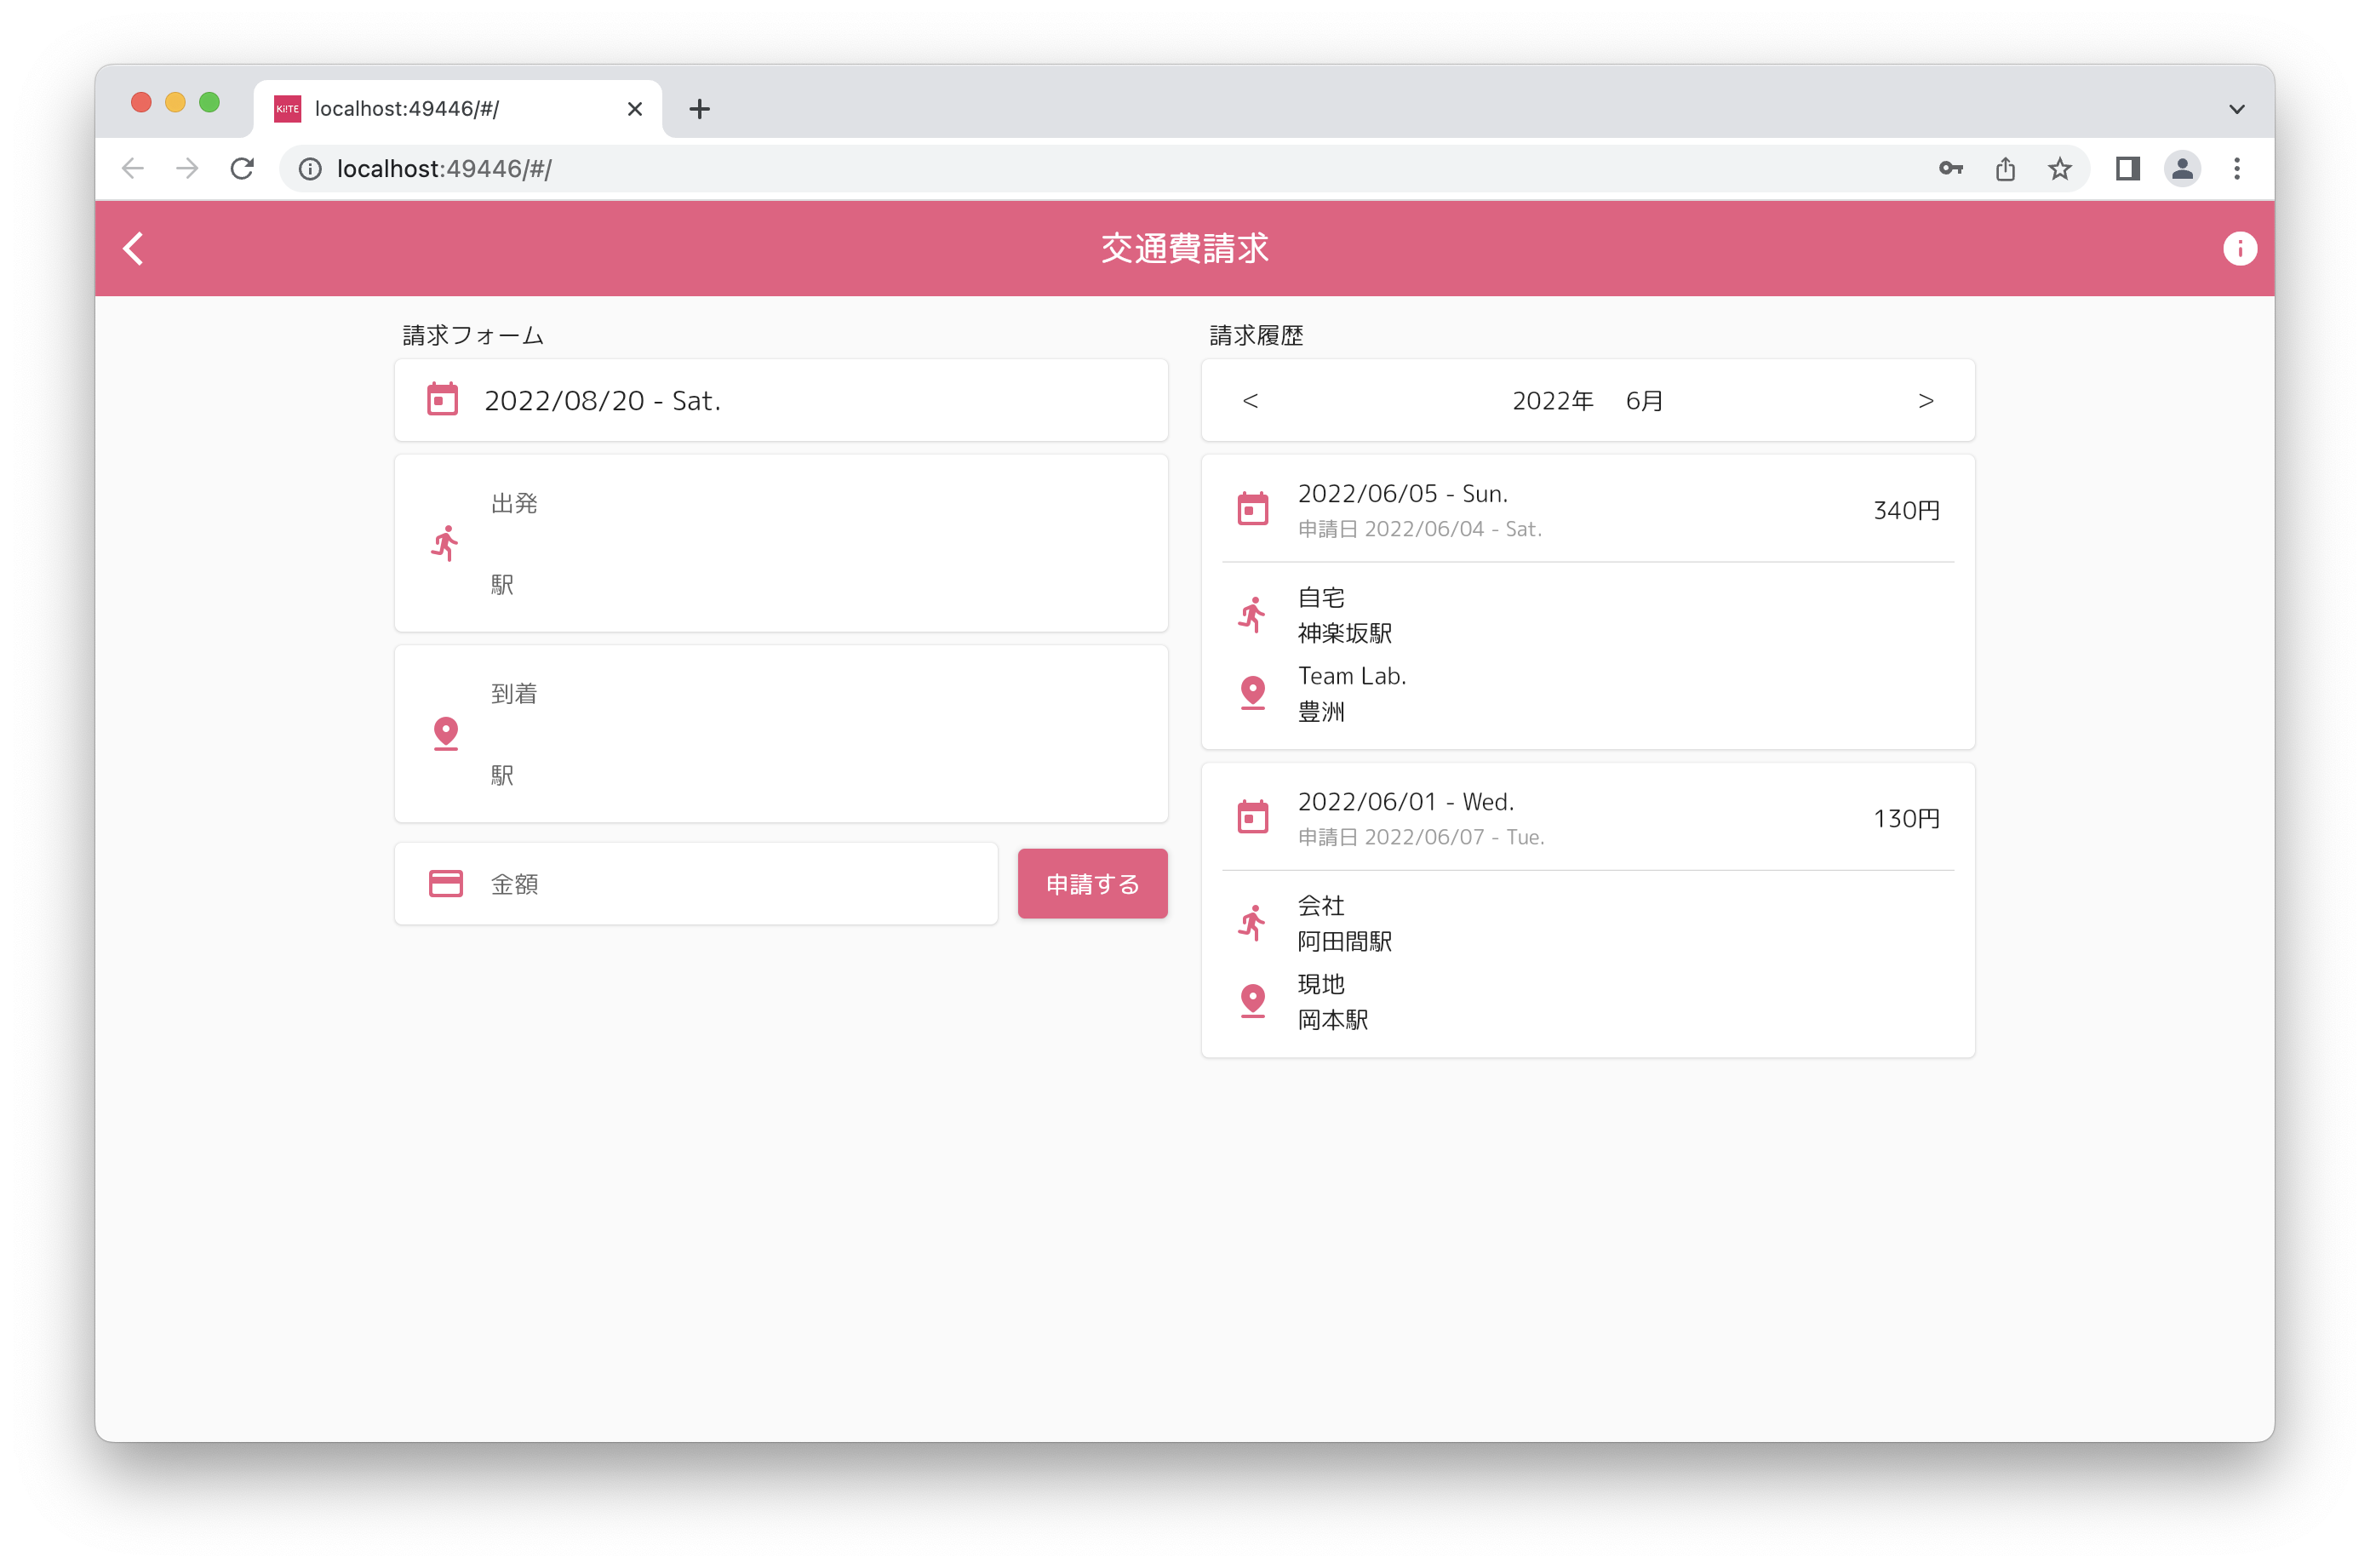 KiITE
localhost:49446/#/
localhost:49446/#/
交通費請求
請求フォーム
2022/08/20 - Sat.
出発
駅
到着
駅
金額
申請する
請求履歴
< 2022年 6月 >
2022/06/05 - Sun.
340円
申請日 2022/06/04 - Sat.
自宅
神楽坂駅
Team Lab.
豊洲
2022/06/01 - Wed.
130円
申請日 2022/06/07 - Tue.
会社
阿田間駅
現地
岡本駅